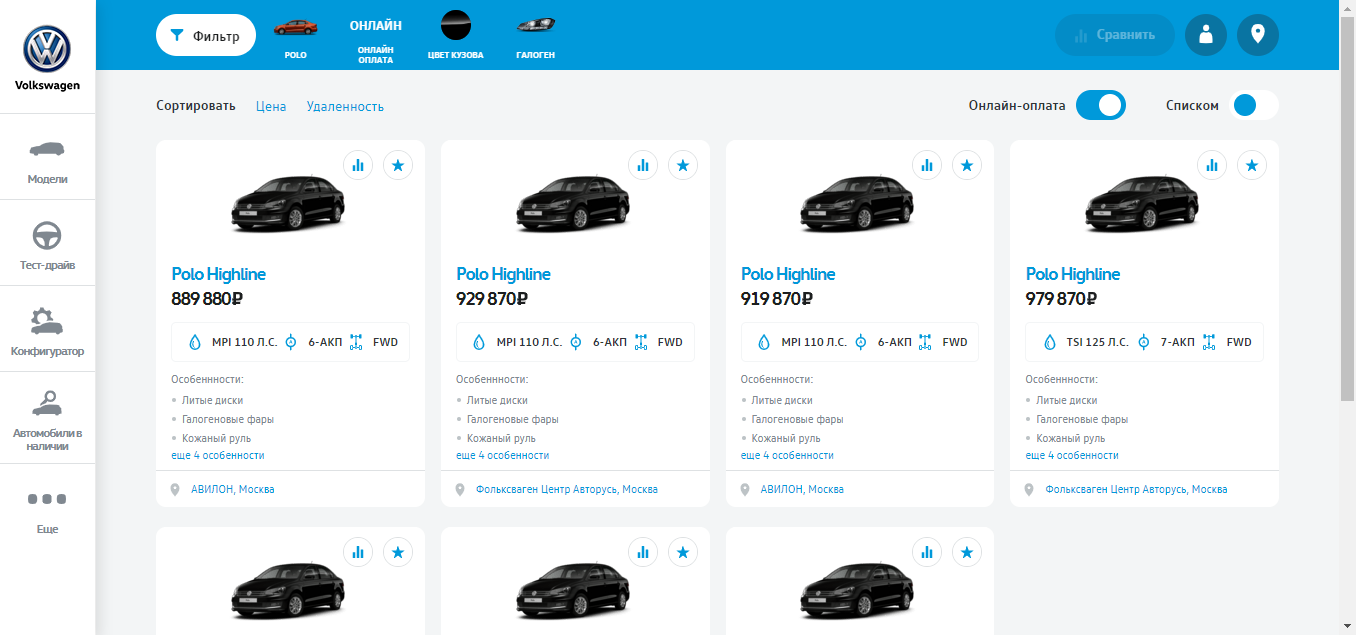 Volkswagen
Модели
Тест-драйв
Конфигуратор
Автомобили в
наличии
Еще
Фильтр
POLO
ОНЛАЙН
ОНЛАЙН
ОПЛАТА
ЦВЕТ КУЗОВА
ГАЛОГЕН
Сравнить
Сортировать Цена Удаленность
Онлайн-оплата
Списком
Polo Highline
889 880₽
MPI 110 Л.С. 6-АКП FWD
Особеннности:
Литые диски
Галогеновые фары
Кожаный руль
еще 4 особенности
АВИЛОН, Москва
Polo Highline
929 870₽
MPI 110 Л.С. 6-АКП FWD
Особеннности:
Литые диски
Галогеновые фары
Кожаный руль
еще 4 особенности
Фольксваген Центр Авторусь, Москва
Polo Highline
919 870₽
MPI 110 Л.С. 6-АКП FWD
Особеннности:
Литые диски
Галогеновые фары
Кожаный руль
еще 4 особенности
АВИЛОН, Москва
Polo Highline
979 870₽
TSI 125 Л.С. 7-АКП FWD
Особеннности:
Литые диски
Галогеновые фары
Кожаный руль
еще 4 особенности
Фольксваген Центр Авторусь, Москва